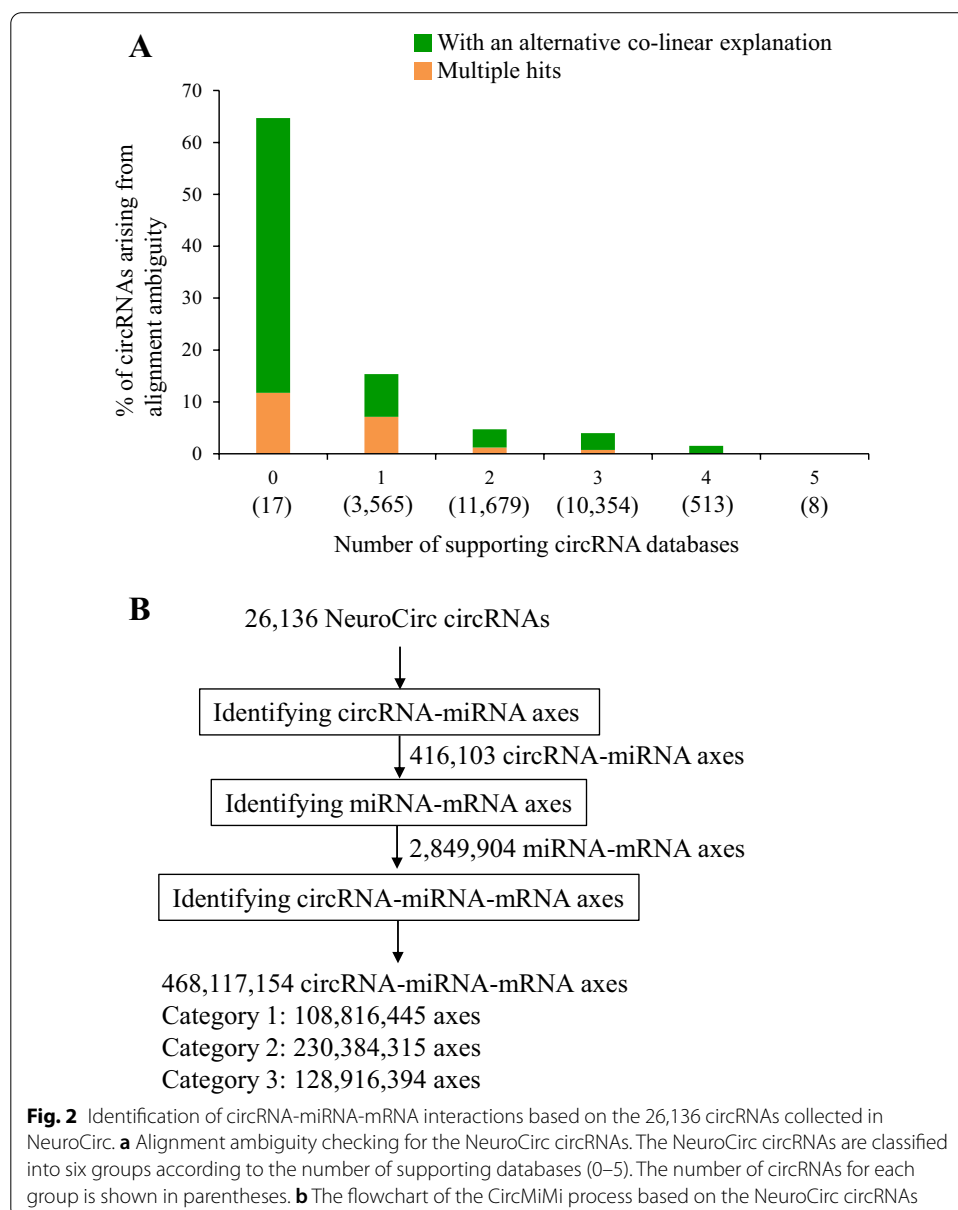 A
With an alternative co-linear explanation
Multiple hits
% of circRNAs arising from
alignment ambiguity
70
60
50
40
30
20
10
0
0 1 2 3 4 5
(17) (3,565) (11,679) (10,354) (513) (8)
Number of supporting circRNA databases
B
26,136 NeuroCirc circRNAs
Identifying circRNA-miRNA axes
416,103 circRNA-miRNA axes
Identifying miRNA-mRNA axes
2,849,904 miRNA-mRNA axes
Identifying circRNA-miRNA-mRNA axes
468,117,154 circRNA-miRNA-mRNA axes
Category 1: 108,816,445 axes
Category 2: 230,384,315 axes
Category 3: 128,916,394 axes
Fig. 2 Identification of circRNA-miRNA-mRNA interactions based on the 26,136 circRNAs collected in
NeuroCirc. a Alignment ambiguity checking for the NeuroCirc circRNAs. The NeuroCirc circRNAs are classified
into six groups according to the number of supporting databases (0–5). The number of circRNAs for each
group is shown in parentheses. b The flowchart of the CircMiMi process based on the NeuroCirc circRNAs